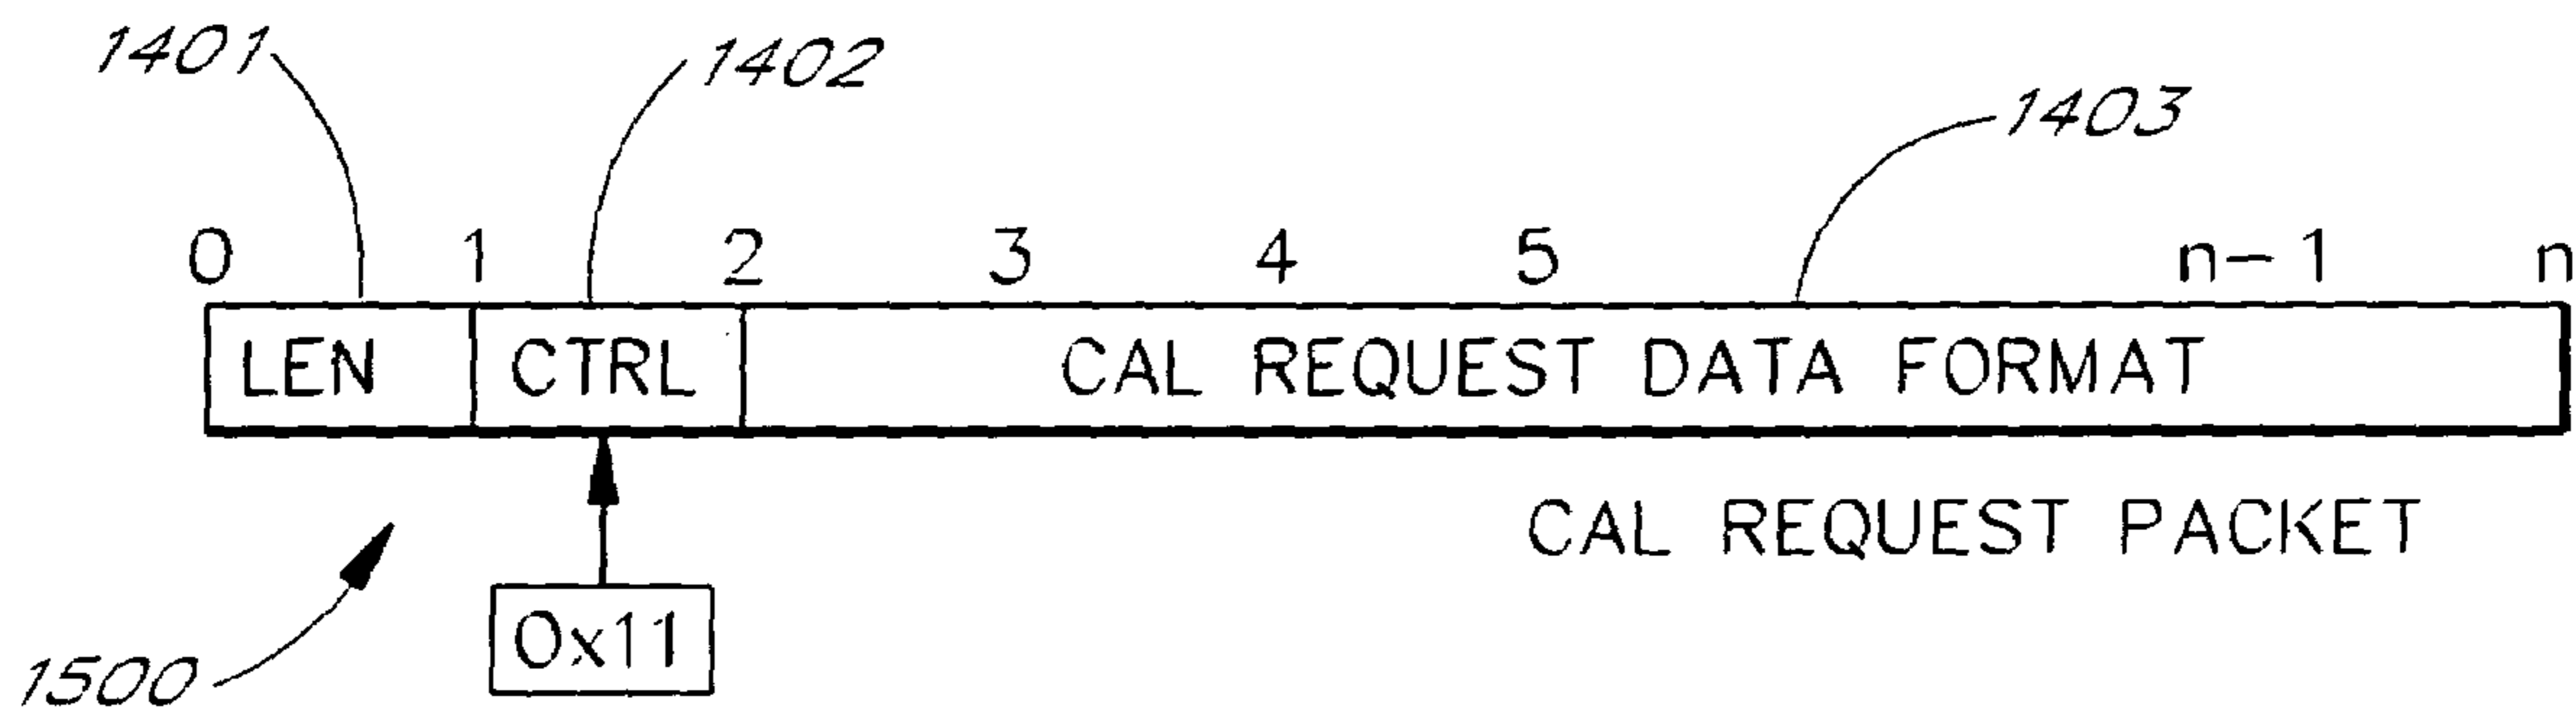 1401 1402 1403
0 1 2 3 4 5 n-1 n
LEN CTRL CAL REQUEST DATA FORMAT
CAL REQUEST PACKET
0x11
1500